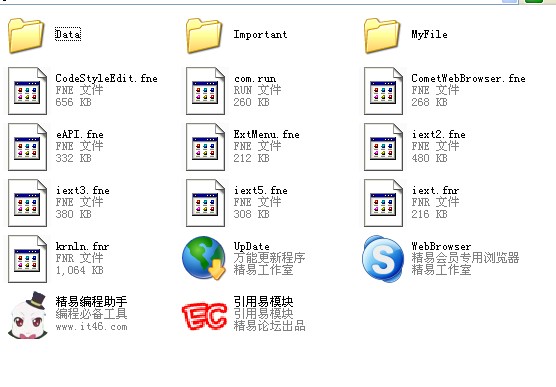 Data
Important
MyFile
CodeStyleEdit.fne
FNE 文件
656 KB
com.run
RUN 文件
260 KB
CometWebBrowser.fne
FNE 文件
268 KB
eAPI.fne
FNE 文件
332 KB
ExtMenu.fne
FNE 文件
212 KB
iext2.fne
FNE 文件
480 KB
iext3.fne
FNE 文件
380 KB
iext5.fne
FNE 文件
308 KB
iext.fnr
FNR 文件
216 KB
krnln.fnr
FNR 文件
1,064 KB
UpDate
万能更新程序
精易工作室
WebBrowser
精易会员专用浏览器
精易工作室
精易编程助手
编程必备工具
www.it46.com
EC
引用易模块
引用易模块
精易论坛出品